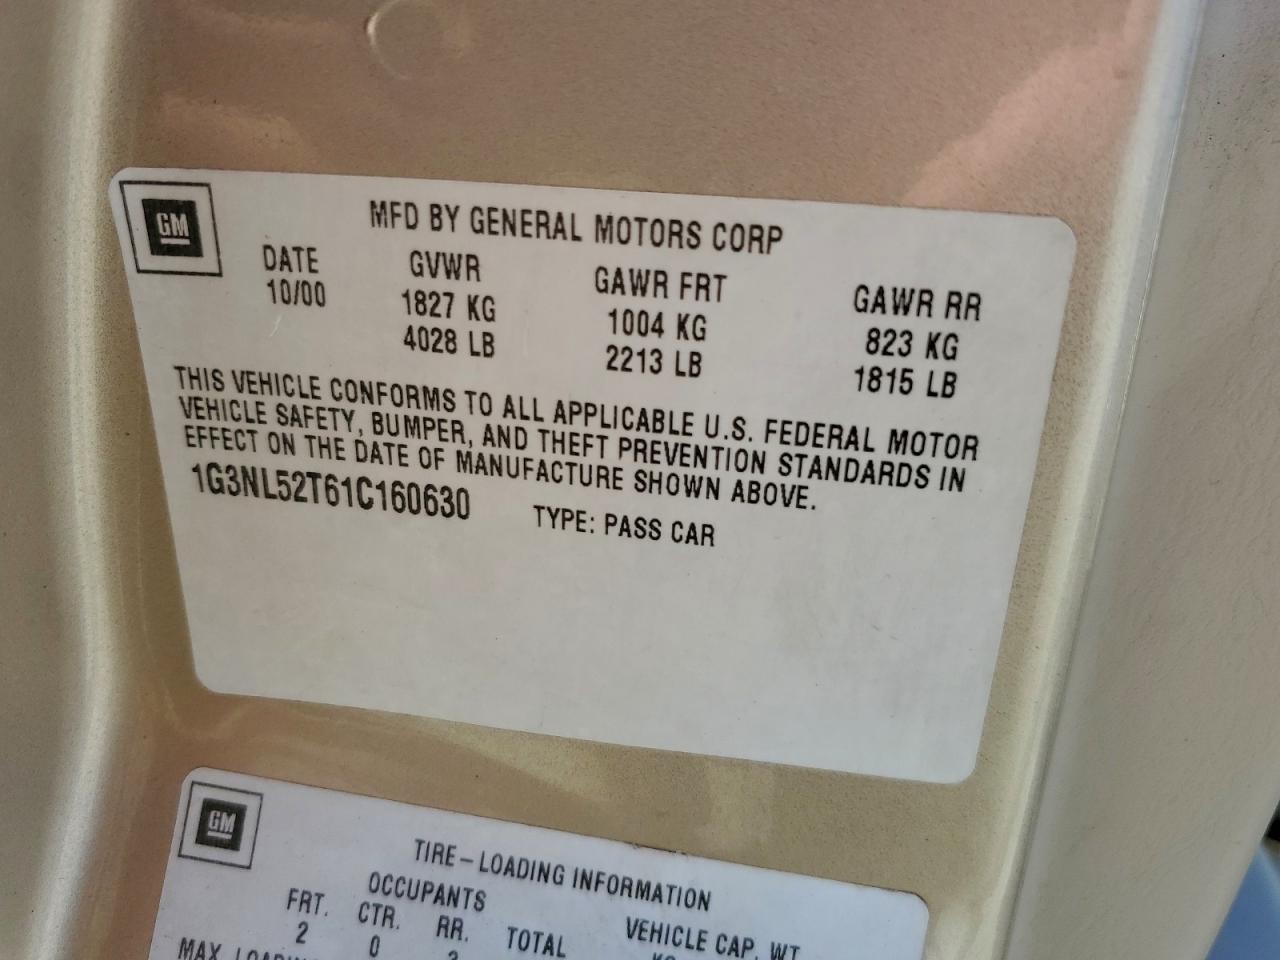 GM
MFD BY GENERAL MOTORS CORP
DATE GVWR GAWR FRT GAWR RR
10/00 1827 KG 1004 KG 823 KG
4028 LB 2213 LB 1815 LB
THIS VEHICLE CONFORMS TO ALL APPLICABLE U.S. FEDERAL MOTOR
VEHICLE SAFETY, BUMPER, AND THEFT PREVENTION STANDARDS IN
EFFECT ON THE DATE OF MANUFACTURE SHOWN ABOVE.
1G3NL52T61C160630 TYPE: PASS CAR
GM
TIRE-LOADING INFORMATION
OCCUPANTS
FRT. CTR. RR. TOTAL VEHICLE CAP. WT.
2 0
MAX.